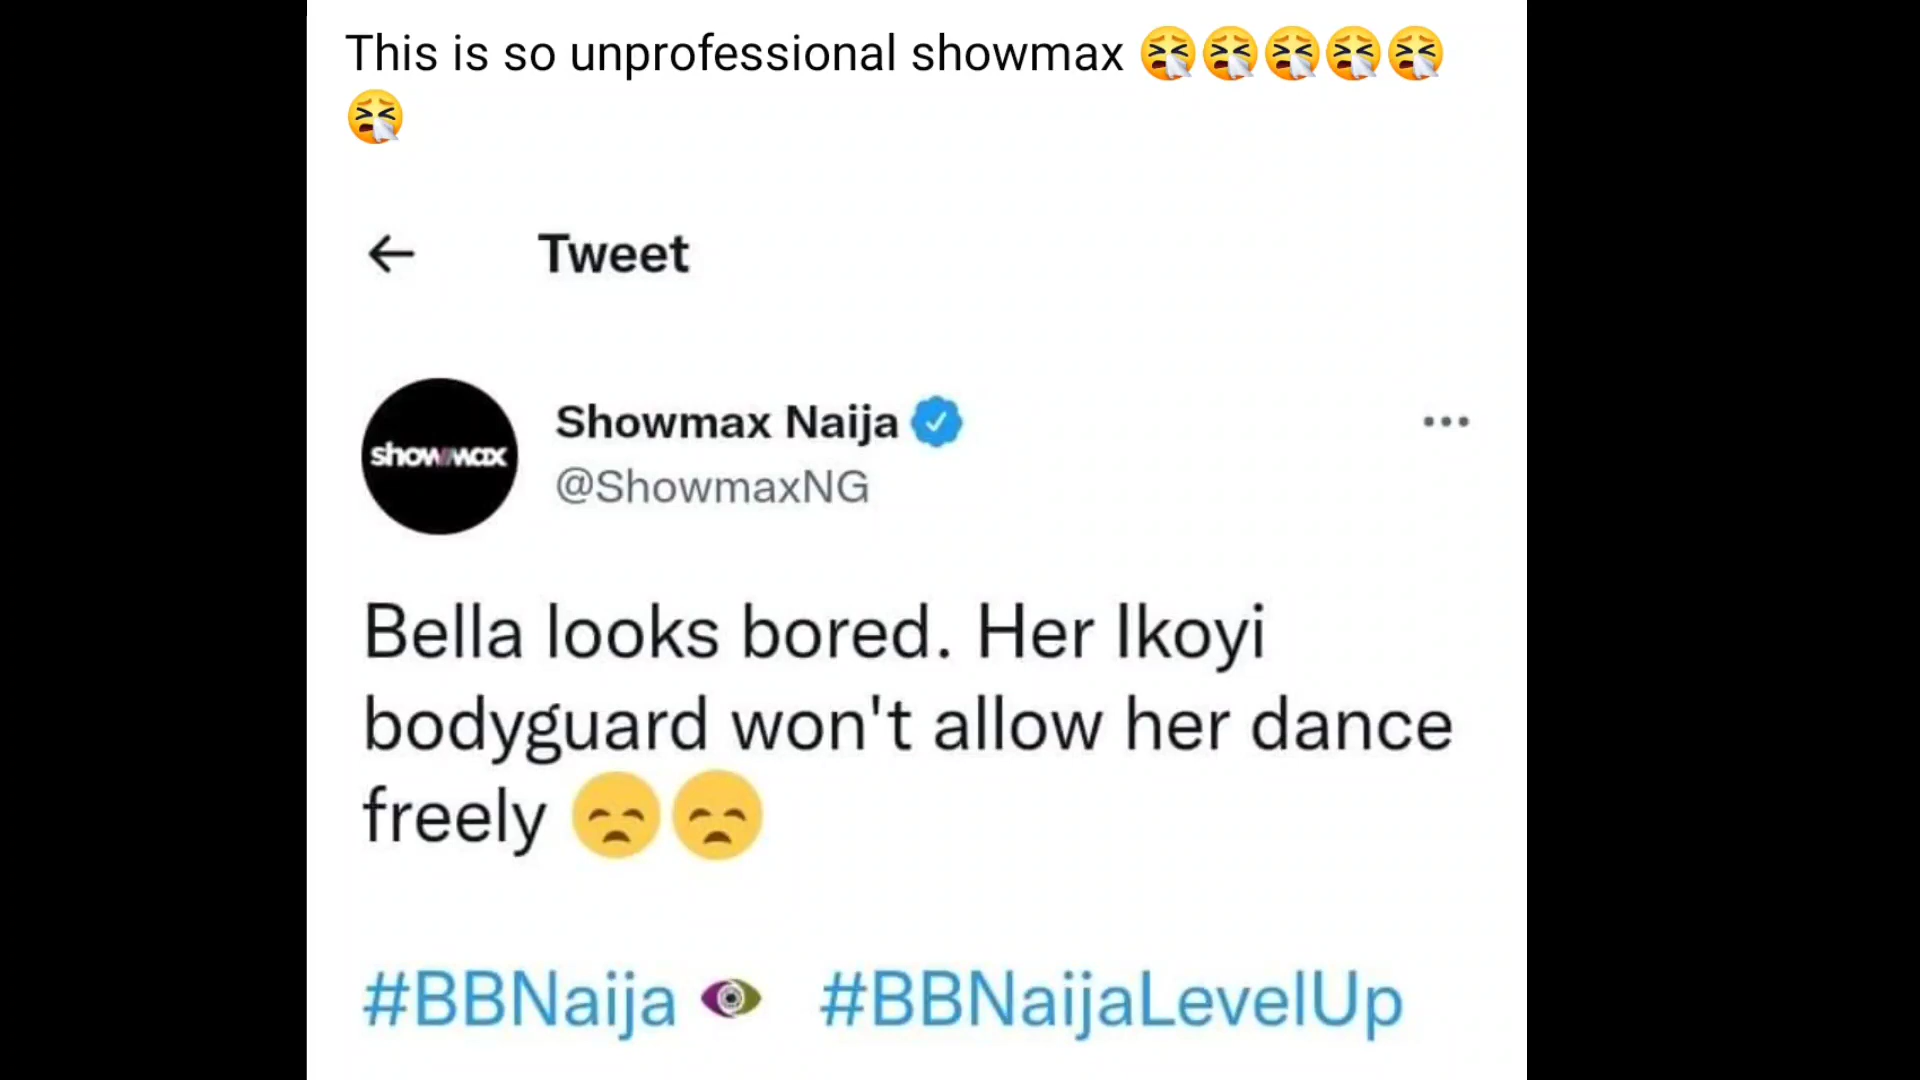 This is so unprofessional showmax 🤧🤧🤧🤧🤧
🤧
← Tweet
showmax
Showmax Naija
@ShowmaxNG
Bella looks bored. Her Ikoyi
bodyguard won't allow her dance
freely 😞😞
#BBNaija #BBNaijaLevelUp